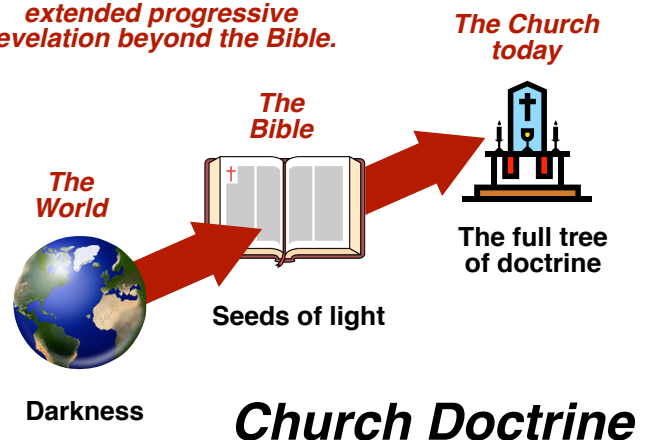 extended progressive
evelation beyond the Bible.
The Church
today
The
Bible
The
World
The full tree
of doctrine
Seeds of light
Darkness
Church Doctrine